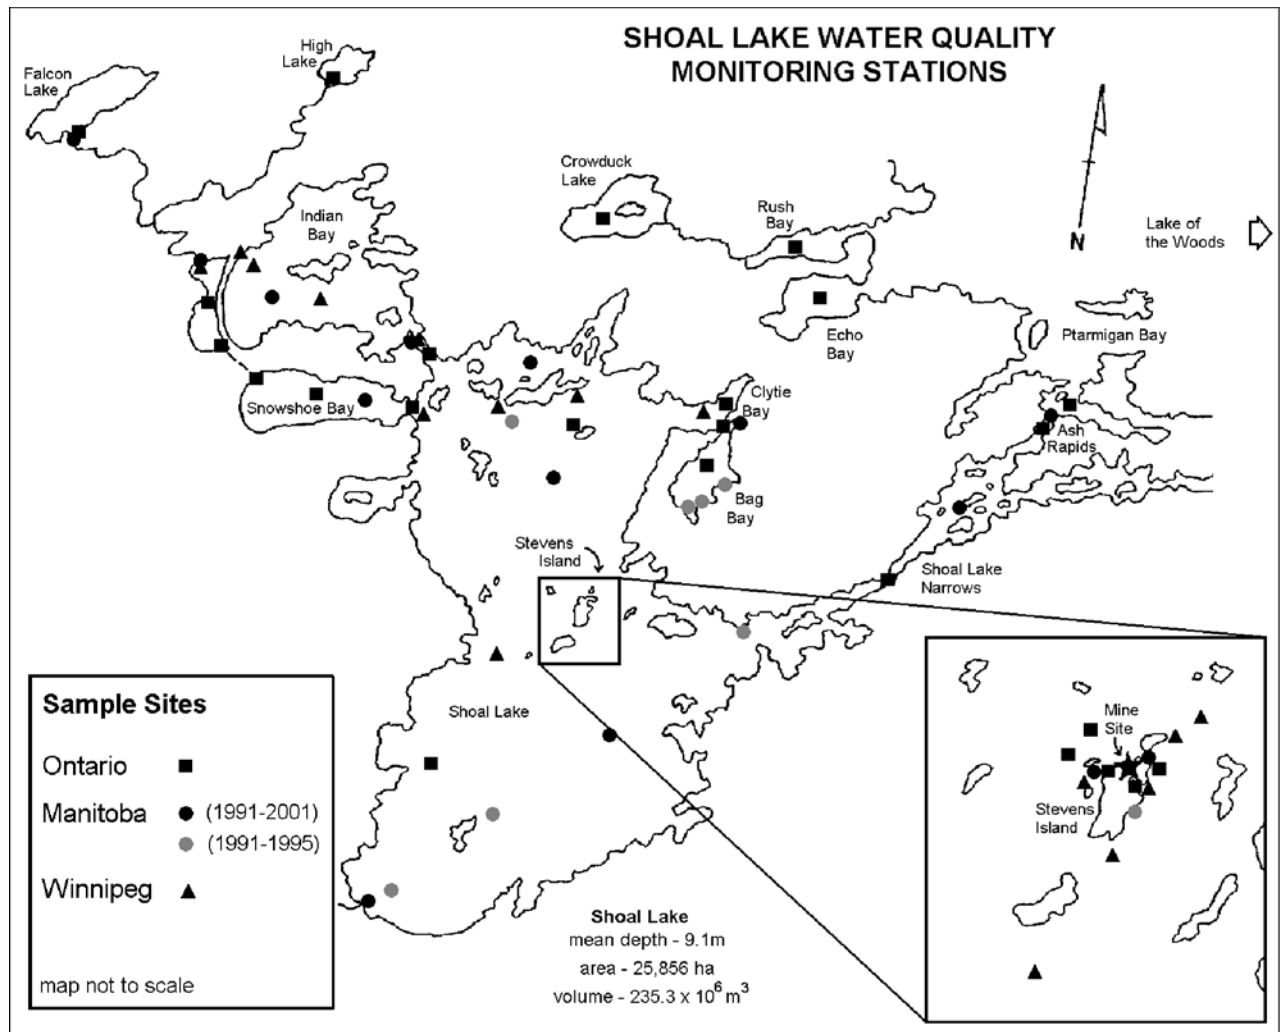 SHOAL LAKE WATER QUALITY
MONITORING STATIONS
High
Lake
Falcon
Lake
Crowduck
Lake
Rush
Bay
Indian
Bay
N
Lake of
the Woods
Echo
Bay
Ptarmigan Bay
Snowshoe Bay
Clytie
Bay
Ash
Rapids
Bag
Bay
Stevens
Island
Shoal Lake
Narrows
Shoal Lake
Sample Sites
Ontario
Manitoba (1991-2001)
(1991-1995)
Winnipeg
map not to scale
Shoal Lake
mean depth - 9.1m
area - 25,856 ha
volume - 235.3 x 10⁶ m³
Mine
Site
Stevens
Island